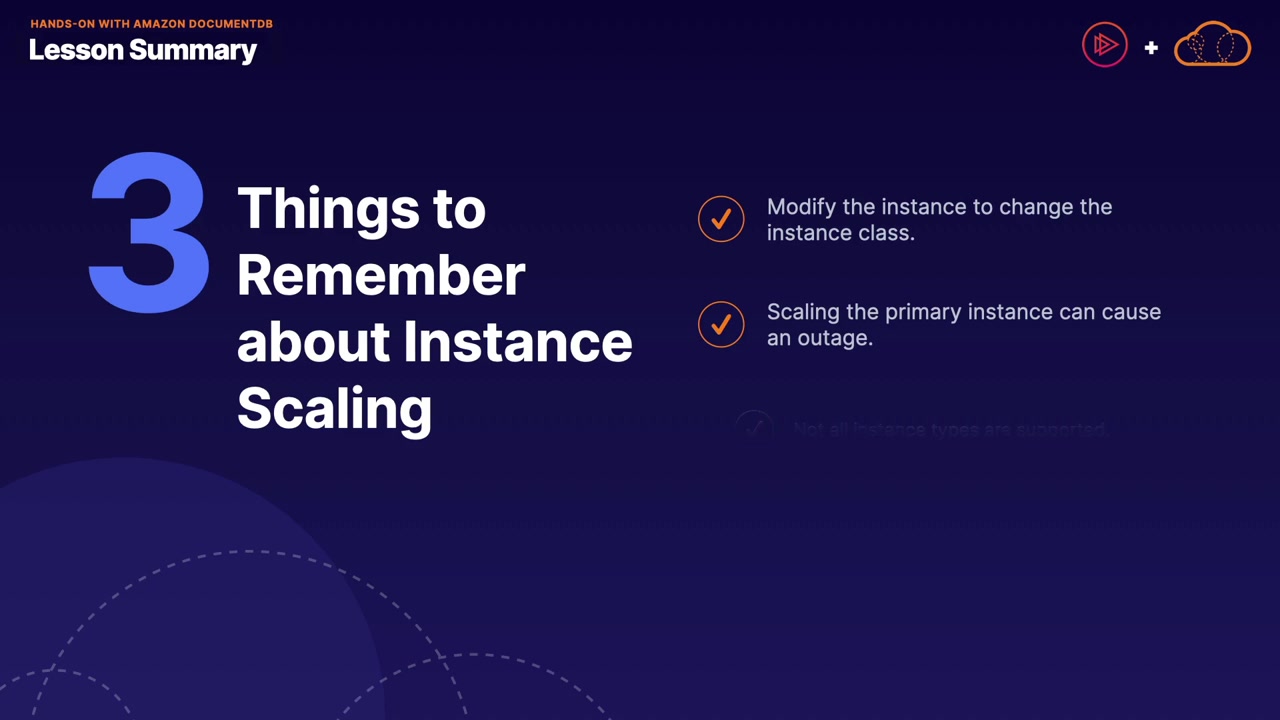 HANDS-ON WITH AMAZON DOCUMENTDB
Lesson Summary
+
3
Things to
Remember
about Instance
Scaling
Modify the instance to change the
instance class.
Scaling the primary instance can cause
an outage.
Not all instance types are supported.